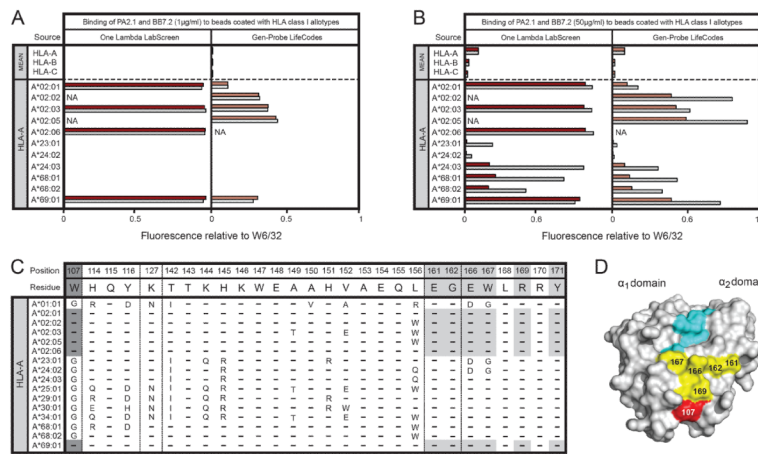 A
Binding of PA2.1 and BB7.2 (1µg/ml) to beads coated with HLA class I allotypes
Source One Lambda LabScreen Gen-Probe LifeCodes
MEAN
HLA-A
HLA-B
HLA-C
HLA-A
A*02:01
A*02:02 NA
A*02:03
A*02:05 NA
A*02:06 NA
A*23:01
A*24:02
A*24:03
A*68:01
A*68:02
A*69:01
0 0.5 0 0.5 1
Fluorescence relative to W6/32
B
Binding of PA2.1 and BB7.2 (50µg/ml) to beads coated with HLA class I allotypes
Source One Lambda LabScreen Gen-Probe LifeCodes
MEAN
HLA-A
HLA-B
HLA-C
HLA-A
A*02:01
A*02:02 NA
A*02:03
A*02:05 NA
A*02:06 NA
A*23:01
A*24:02
A*24:03
A*68:01
A*68:02
A*69:01
0 0.6 0 0.6 1
Fluorescence relative to W6/32
C
Position 107 114 115 116 127 142 143 144 145 146 147 148 149 150 151 152 153 154 155 156 161 162 166 167 168 169 170 171
Residue W H Q Y K T T K H K W E A A H V A E Q L E G E W L R R Y
HLA-A
A*01:01 G R – D N I – – – – – – – V – A – – – R – – D G – – – –
A*02:01 – – – – – – – – – – – – – – – – – – – – – – – – – – – –
A*02:02 – – – – – – – – – – – – – – – – – – – W – – – – – – – –
A*02:03 – – – – – – – – – – – – T – – E – – – W – – – – – – – –
A*02:05 – – – – – – – – – – – – – – – – – – – W – – – – – – – –
A*02:06 – – – – – – – – – – – – – – – – – – – – – – – – – – – –
A*23:01 G – – – – I – Q R – – – – – R – – – – – – – D G – – – –
A*24:02 G – – – – I – – R – – – – – – – – – – Q – – D G – – – –
A*24:03 G – – – – I – – R – – – – – – – – – – Q – – – – – – – –
A*25:01
A*29:01
A*30:01
A*34:01
A*68:01
A*68:02
A*69:01 – – – – – – – – – – – – – – – – – – – – – – – – – – – –
D
α1domain α2doma
167
166
162
161
169
107